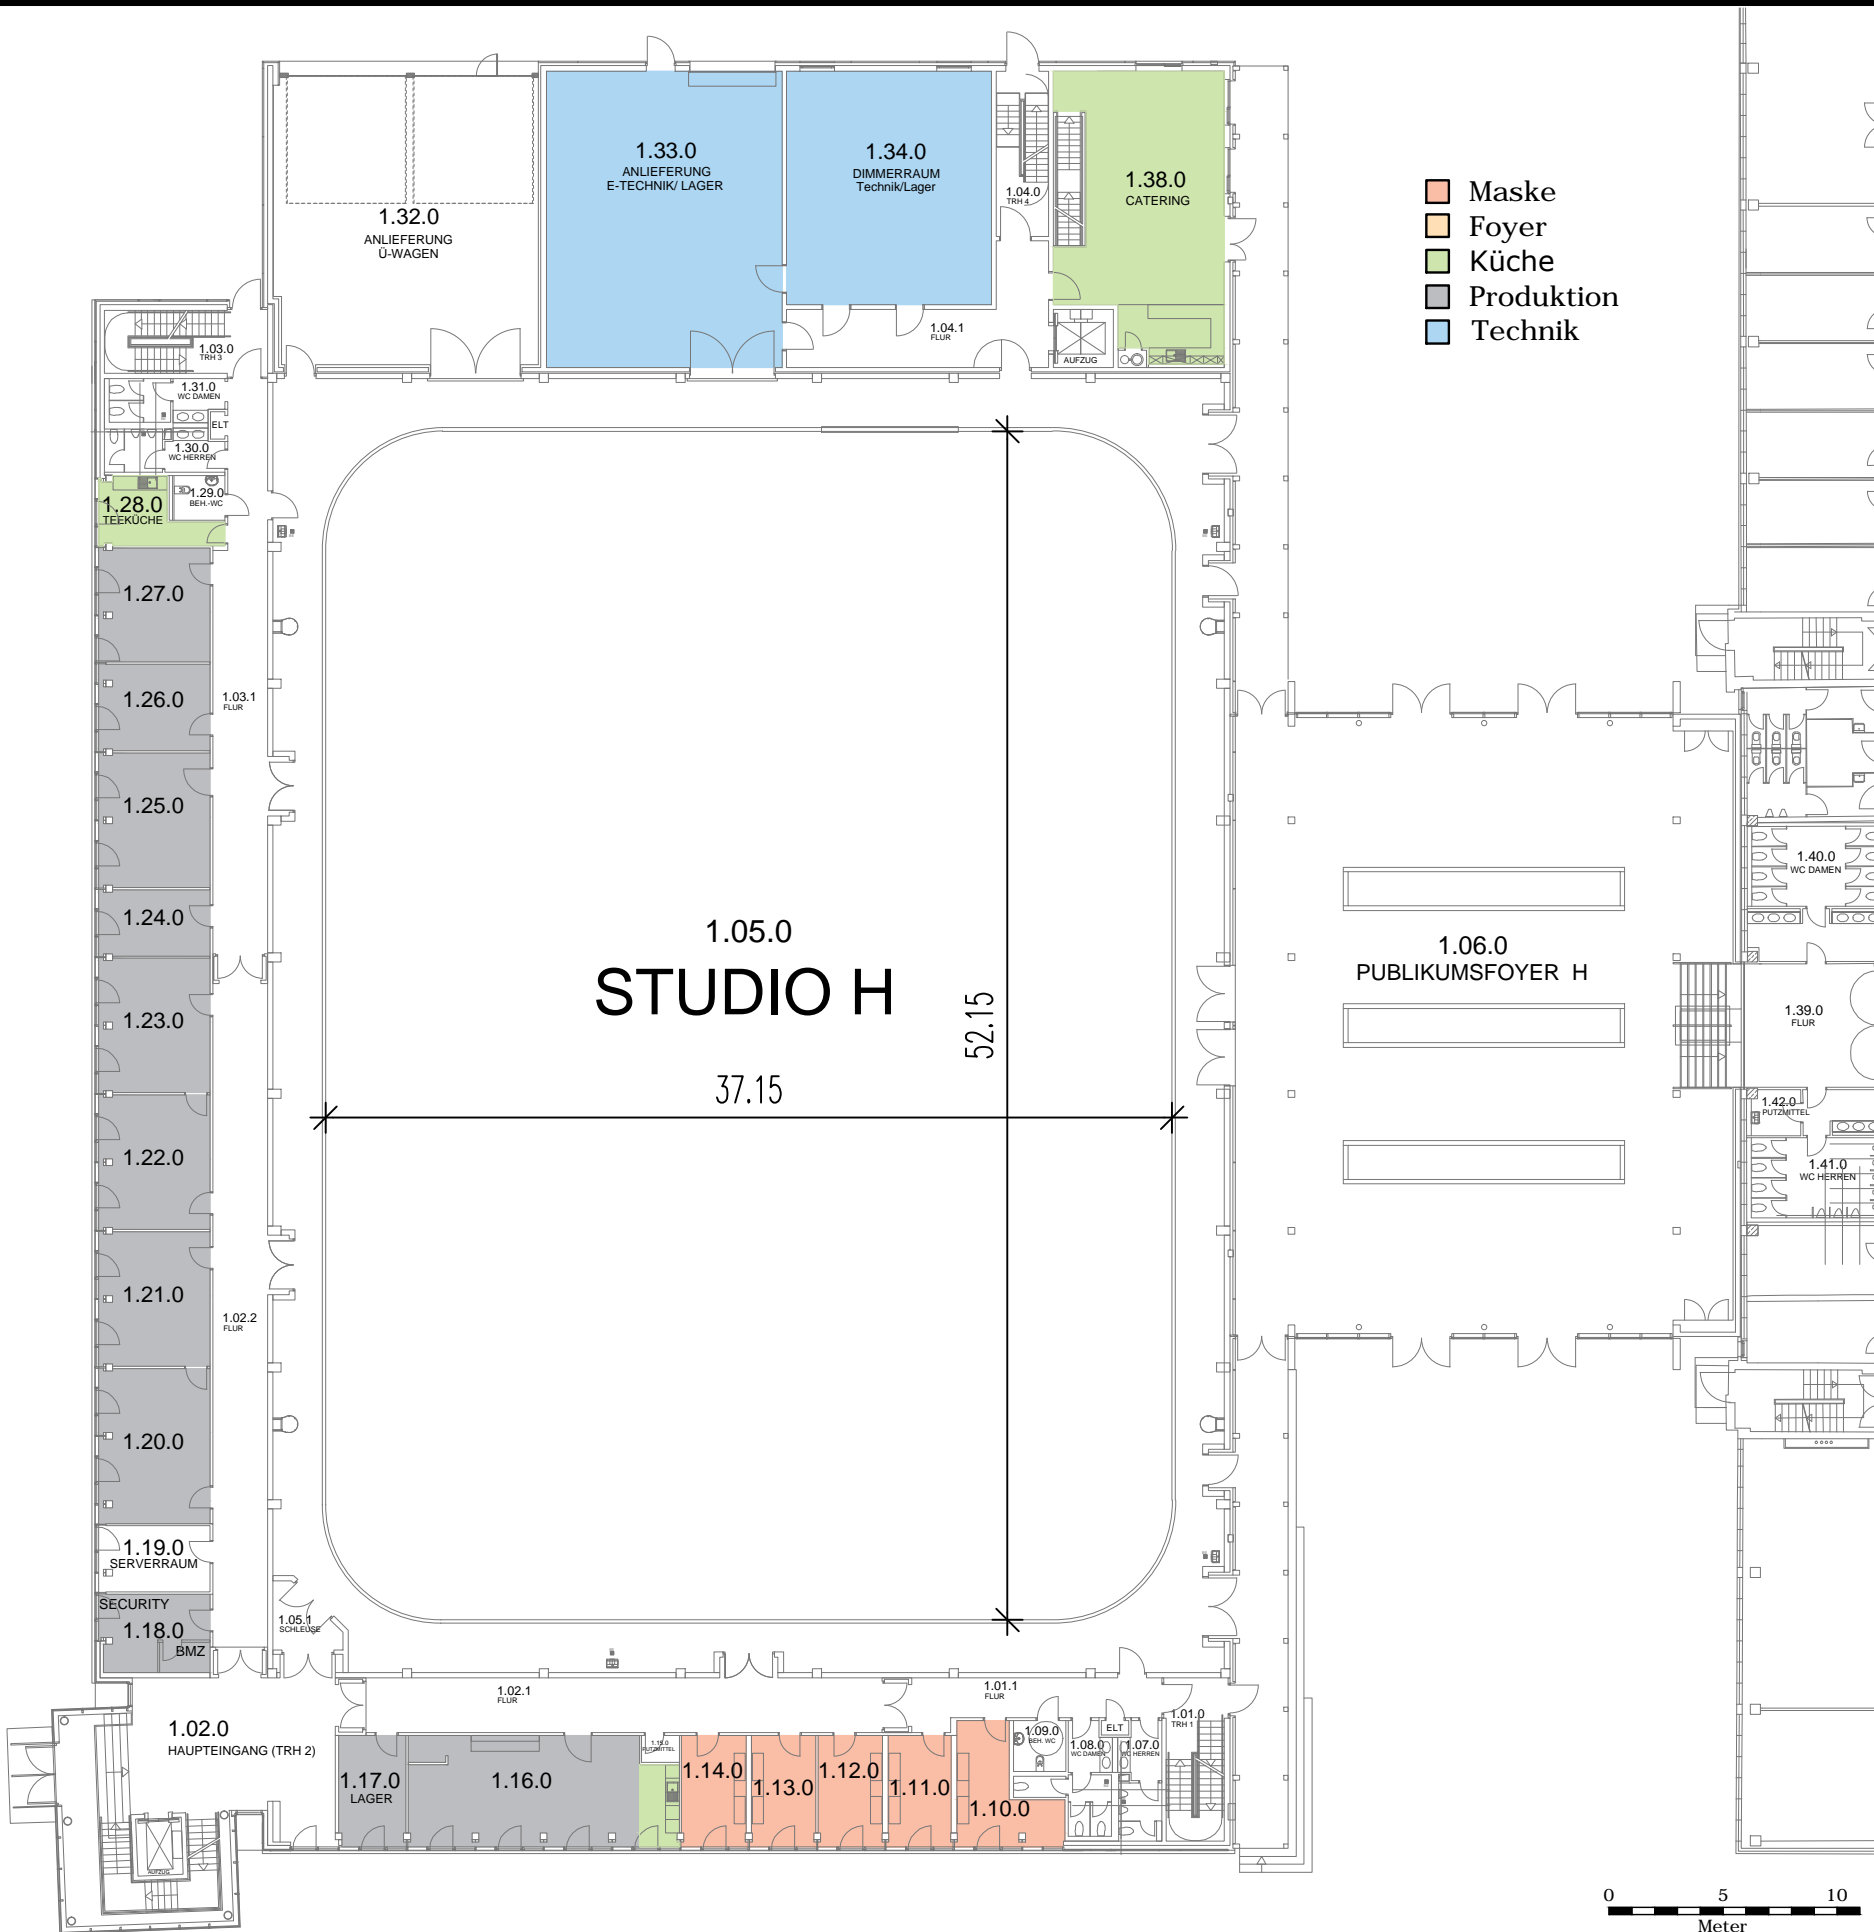 1.33.0
ANLIEFERUNG
E-TECHNIK/ LAGER
1.34.0
DIMMERRAUM
Technik/Lager
1.04.0
TRH 4
1.38.0
CATERING
1.32.0
ANLIEFERUNG
Ü-WAGEN
Maske
Foyer
Küche
Produktion
Technik
1.03.0
TRH 3
1.04.1
FLUR
AUFZUG
1.31.0
WC DAMEN
ELT
1.30.0
WC HERREN
1.29.0
BEH.-WC
1.28.0
TEEKÜCHE
1.27.0
1.26.0
1.03.1
FLUR
1.25.0
1.24.0
1.23.0
1.22.0
1.21.0
1.02.2
FLUR
1.20.0
1.19.0
SERVERRAUM
SECURITY
1.18.0
BMZ
1.05.0
STUDIO H
52.15
37.15
1.06.0
PUBLIKUMSFOYER H
1.40.0
WC DAMEN
1.39.0
FLUR
1.42.0
PUTZMITTEL
1.41.0
WC HERREN
1.05.1
SCHLEUSE
1.02.1
FLUR
1.01.1
FLUR
1.02.0
HAUPTEINGANG (TRH 2)
AUFZUG
1.17.0
LAGER
1.16.0
1.15.0
PUTZMITTEL
1.14.0
1.13.0
1.12.0
1.11.0
1.10.0
1.09.0
BEH. WC
1.08.0
WC DAMEN
ELT
1.07.0
WC HERREN
1.01.0
TRH 1
0 5 10
Meter